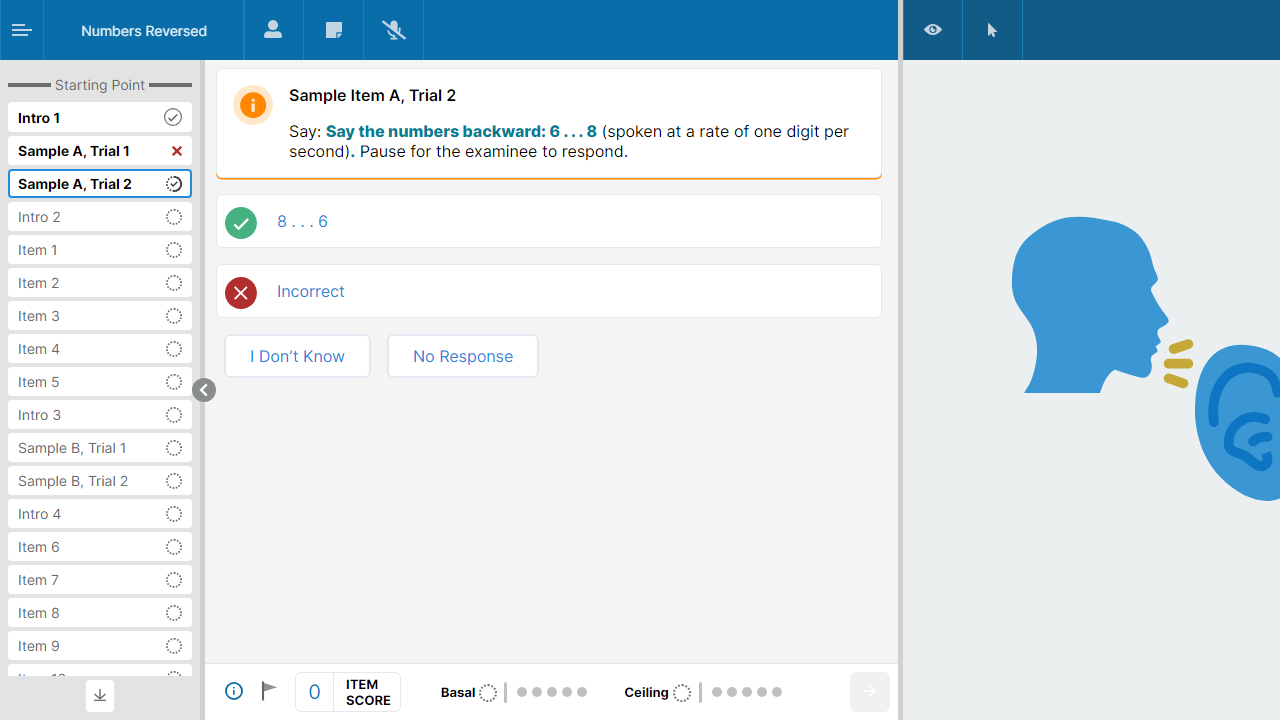 Numbers Reversed
Starting Point
Intro 1
Sample A, Trial 1
Sample A, Trial 2
Intro 2
Item 1
Item 2
Item 3
Item 4
Item 5
Intro 3
Sample B, Trial 1
Sample B, Trial 2
Intro 4
Item 6
Item 7
Item 8
Item 9
Sample Item A, Trial 2
Say: Say the numbers backward: 6 . . . 8 (spoken at a rate of one digit per
second). Pause for the examinee to respond.
8 . . . 6
Incorrect
I Don’t Know
No Response
0
ITEM
SCORE
Basal
Ceiling